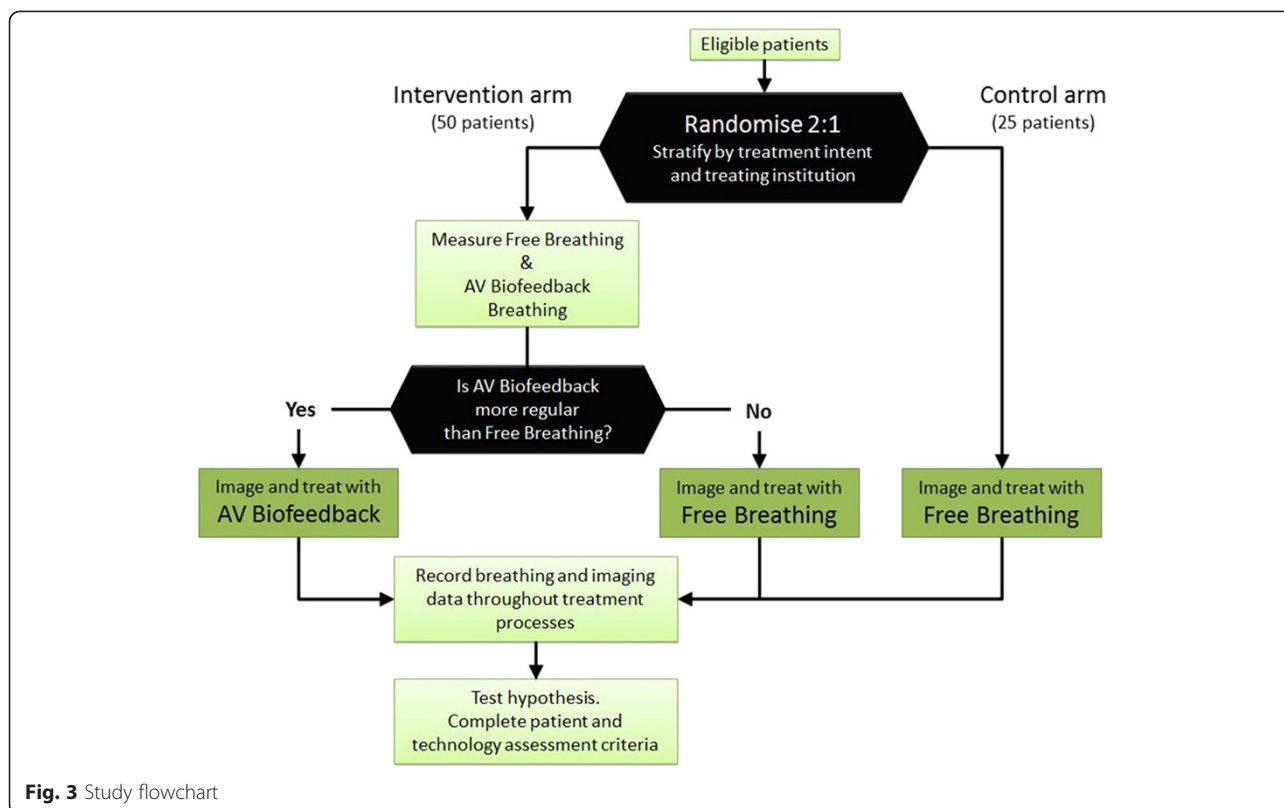 Eligible patients
Intervention arm
(50 patients)
Control arm
(25 patients)
Randomise 2:1
Stratify by treatment intent
and treating institution
Measure Free Breathing
&
AV Biofeedback
Breathing
Is AV Biofeedback
more regular
than Free Breathing?
Yes
No
Image and treat with
AV Biofeedback
Image and treat with
Free Breathing
Image and treat with
Free Breathing
Record breathing and imaging
data throughout treatment
processes
Test hypothesis.
Complete patient and
technology assessment criteria
Fig. 3 Study flowchart